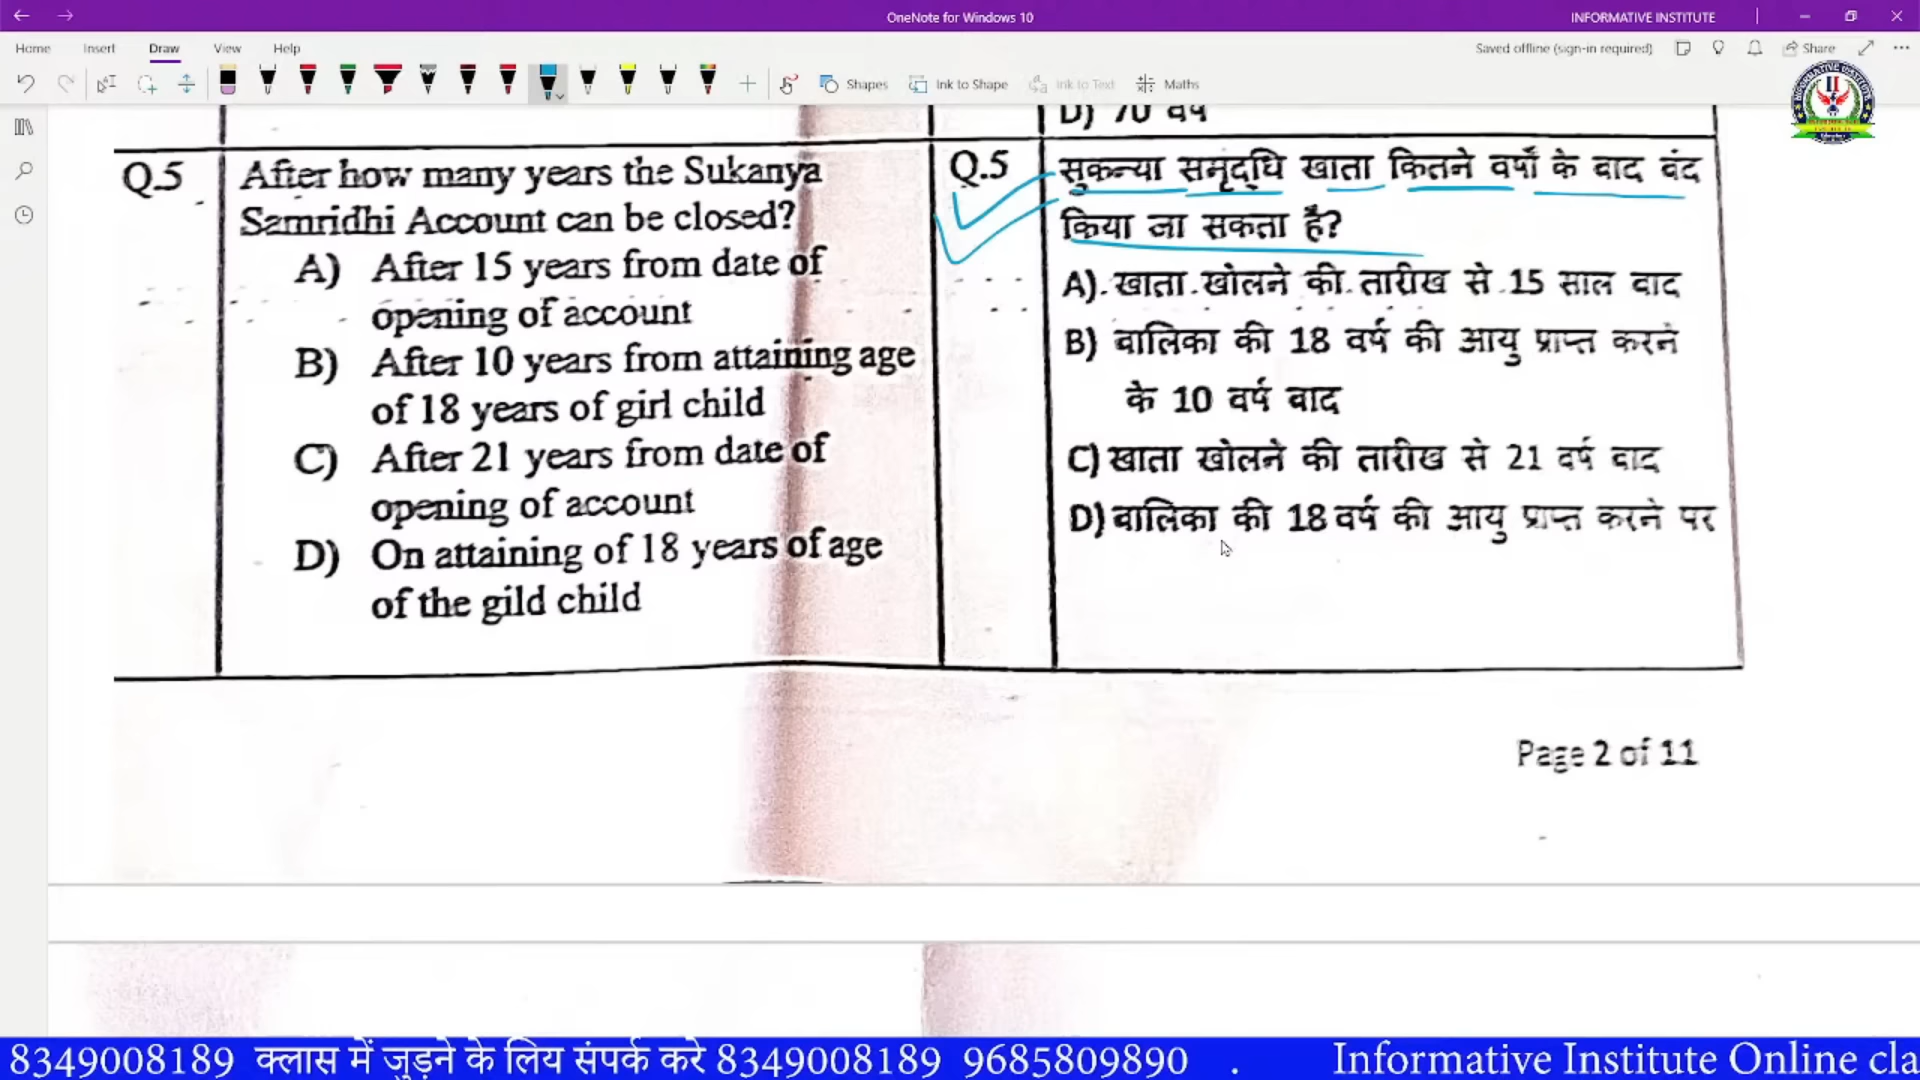 OneNote for Windows 10
INFORMATIVE INSTITUTE
Home Insert Draw View Help
Saved offline (sign-in required)
Share
Shapes
Ink to Shape
Ink to Text
Maths
D) 70 वर्ष
Q.5
After how many years the Sukanya
Samridhi Account can be closed?
A) After 15 years from date of
opening of account
B) After 10 years from attaining age
of 18 years of girl child
C) After 21 years from date of
opening of account
D) On attaining of 18 years of age
of the gild child
Q.5
सुकन्या समृद्धि खाता कितने वर्षों के बाद बंद
किया जा सकता है?
A) खाता खोलने की तारीख से 15 साल बाद
B) बालिका की 18 वर्ष की आयु प्राप्त करने
के 10 वर्ष बाद
C) खाता खोलने की तारीख से 21 वर्ष बाद
D) बालिका की 18 वर्ष की आयु प्राप्त करने पर
Page 2 of 11
8349008189 क्लास में जुड़ने के लिय संपर्क करे 8349008189 9685809890 . Informative Institute Online cla